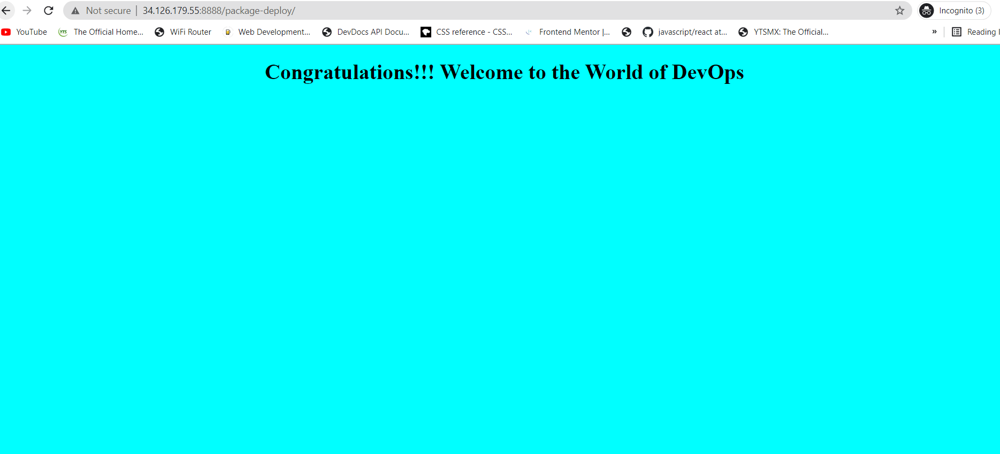 Not secure | 34.126.179.55:8888/package-deploy/ Incognito (3)
YouTube YTS The Official Home... WiFi Router Web Development... DevDocs API Docu... CSS reference - CSS... Frontend Mentor |... javascript/react at... YTSMX: The Official... » Reading
Congratulations!!! Welcome to the World of DevOps